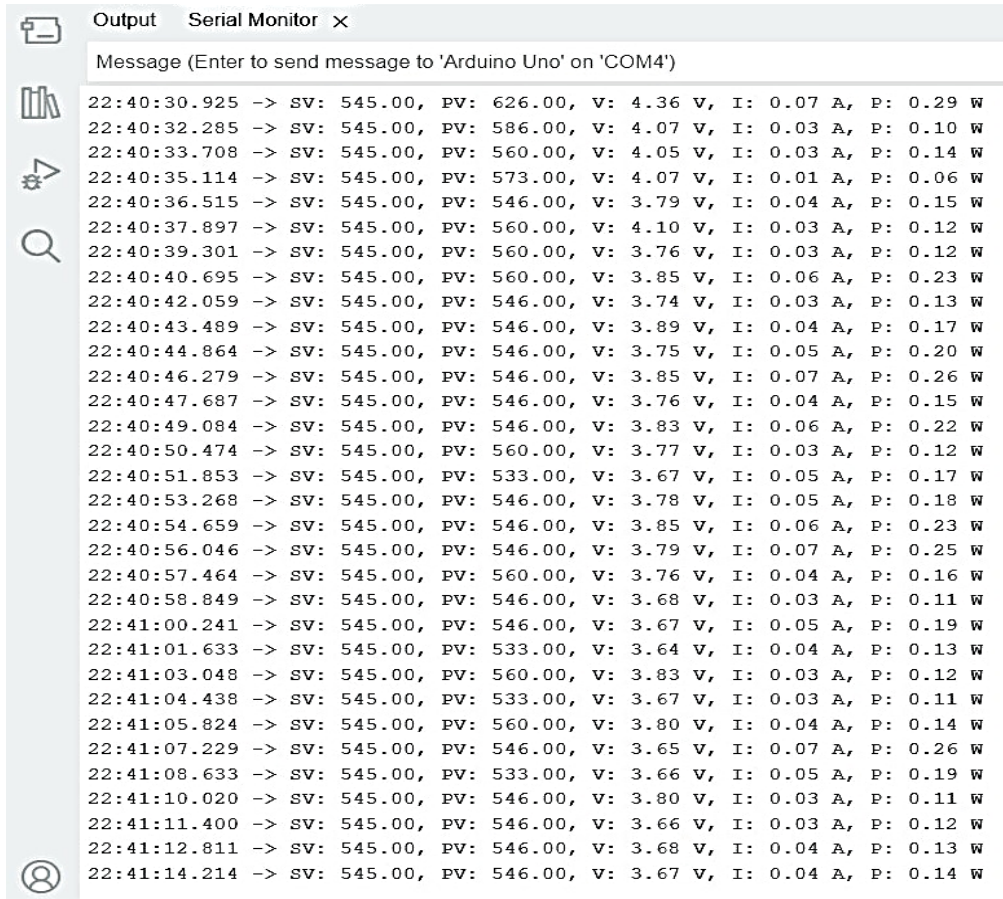 Output Serial Monitor ×
Message (Enter to send message to 'Arduino Uno' on 'COM4')
22:40:30.925 -> SV: 545.00, PV: 626.00, V: 4.36 V, I: 0.07 A, P: 0.29 W
22:40:32.285 -> SV: 545.00, PV: 586.00, V: 4.07 V, I: 0.03 A, P: 0.10 W
22:40:33.708 -> SV: 545.00, PV: 560.00, V: 4.05 V, I: 0.03 A, P: 0.14 W
22:40:35.114 -> SV: 545.00, PV: 573.00, V: 4.07 V, I: 0.01 A, P: 0.06 W
22:40:36.515 -> SV: 545.00, PV: 546.00, V: 3.79 V, I: 0.04 A, P: 0.15 W
22:40:37.897 -> SV: 545.00, PV: 560.00, V: 4.10 V, I: 0.03 A, P: 0.12 W
22:40:39.301 -> SV: 545.00, PV: 560.00, V: 3.76 V, I: 0.03 A, P: 0.12 W
22:40:40.695 -> SV: 545.00, PV: 560.00, V: 3.85 V, I: 0.06 A, P: 0.23 W
22:40:42.059 -> SV: 545.00, PV: 546.00, V: 3.74 V, I: 0.03 A, P: 0.13 W
22:40:43.489 -> SV: 545.00, PV: 546.00, V: 3.89 V, I: 0.04 A, P: 0.17 W
22:40:44.864 -> SV: 545.00, PV: 546.00, V: 3.75 V, I: 0.05 A, P: 0.20 W
22:40:46.279 -> SV: 545.00, PV: 546.00, V: 3.85 V, I: 0.07 A, P: 0.26 W
22:40:47.687 -> SV: 545.00, PV: 546.00, V: 3.76 V, I: 0.04 A, P: 0.15 W
22:40:49.084 -> SV: 545.00, PV: 546.00, V: 3.83 V, I: 0.06 A, P: 0.22 W
22:40:50.474 -> SV: 545.00, PV: 560.00, V: 3.77 V, I: 0.03 A, P: 0.12 W
22:40:51.853 -> SV: 545.00, PV: 533.00, V: 3.67 V, I: 0.05 A, P: 0.17 W
22:40:53.268 -> SV: 545.00, PV: 546.00, V: 3.78 V, I: 0.05 A, P: 0.18 W
22:40:54.659 -> SV: 545.00, PV: 546.00, V: 3.85 V, I: 0.06 A, P: 0.23 W
22:40:56.046 -> SV: 545.00, PV: 546.00, V: 3.79 V, I: 0.07 A, P: 0.25 W
22:40:57.464 -> SV: 545.00, PV: 560.00, V: 3.76 V, I: 0.04 A, P: 0.16 W
22:40:58.849 -> SV: 545.00, PV: 546.00, V: 3.68 V, I: 0.03 A, P: 0.11 W
22:41:00.241 -> SV: 545.00, PV: 546.00, V: 3.67 V, I: 0.05 A, P: 0.19 W
22:41:01.633 -> SV: 545.00, PV: 533.00, V: 3.64 V, I: 0.04 A, P: 0.13 W
22:41:03.048 -> SV: 545.00, PV: 560.00, V: 3.83 V, I: 0.03 A, P: 0.12 W
22:41:04.438 -> SV: 545.00, PV: 533.00, V: 3.67 V, I: 0.03 A, P: 0.11 W
22:41:05.824 -> SV: 545.00, PV: 560.00, V: 3.80 V, I: 0.04 A, P: 0.14 W
22:41:07.229 -> SV: 545.00, PV: 546.00, V: 3.65 V, I: 0.07 A, P: 0.26 W
22:41:08.633 -> SV: 545.00, PV: 533.00, V: 3.66 V, I: 0.05 A, P: 0.19 W
22:41:10.020 -> SV: 545.00, PV: 546.00, V: 3.80 V, I: 0.03 A, P: 0.11 W
22:41:11.400 -> SV: 545.00, PV: 546.00, V: 3.66 V, I: 0.03 A, P: 0.12 W
22:41:12.811 -> SV: 545.00, PV: 546.00, V: 3.68 V, I: 0.04 A, P: 0.13 W
22:41:14.214 -> SV: 545.00, PV: 546.00, V: 3.67 V, I: 0.04 A, P: 0.14 W